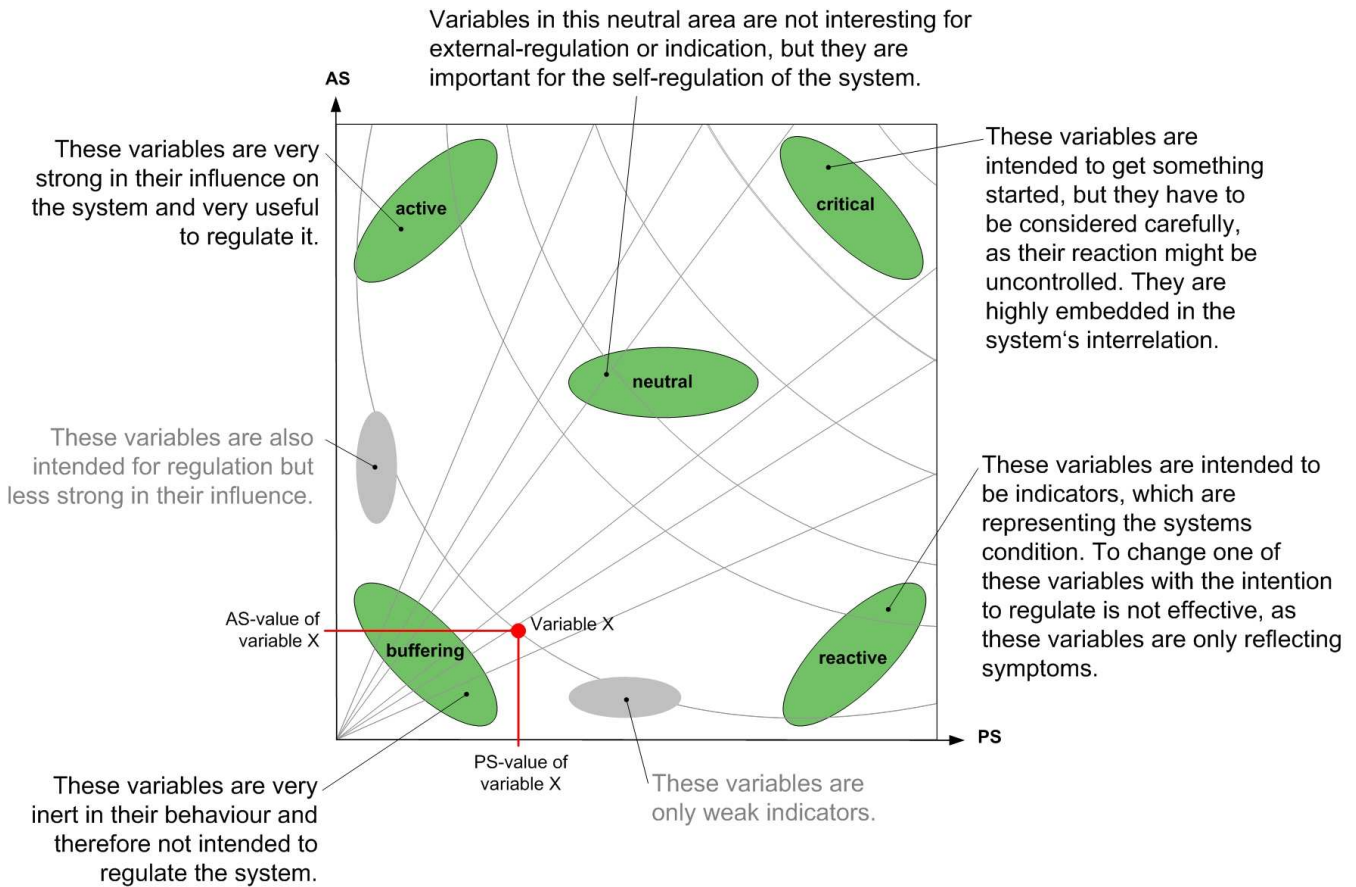 Variables in this neutral area are not interesting for
external-regulation or indication, but they are
important for the self-regulation of the system.
AS
These variables are very
strong in their influence on
the system and very useful
to regulate it.
active
critical
These variables are
intended to get something
started, but they have to
be considered carefully,
as their reaction might be
uncontrolled. They are
highly embedded in the
system‘s interrelation.
neutral
These variables are also
intended for regulation but
less strong in their influence.
These variables are intended to
be indicators, which are
representing the systems
condition. To change one of
these variables with the intention
to regulate is not effective, as
these variables are only reflecting
symptoms.
AS-value of
variable X
Variable X
buffering
reactive
PS
PS-value of
variable X
These variables are very
inert in their behaviour and
therefore not intended to
regulate the system.
These variables are
only weak indicators.